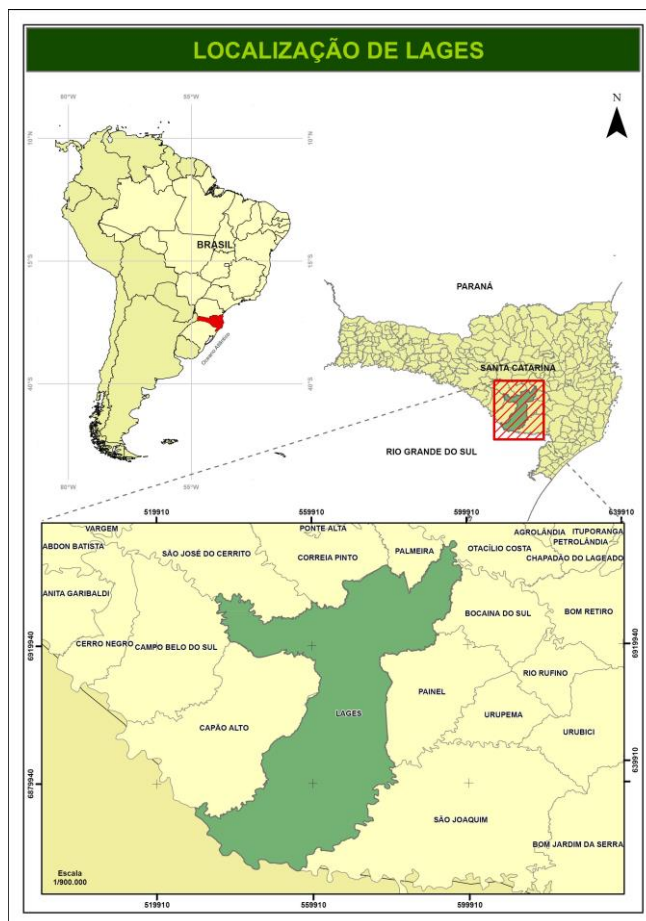 LOCALIZAÇÃO DE LAGES
N
BRASIL
Oceano Atlântico
PARANÁ
SANTA CATARINA
RIO GRANDE DO SUL
519910
559910
599910
639910
VARGEM
PONTE ALTA
AGROLÂNDIA
ITUPORANGA
PETROLÂNDIA
ABDON BATISTA
SÃO JOSÉ DO CERRITO
CORREIA PINTO
PALMEIRA
OTACÍLIO COSTA
CHAPADÃO DO LAGEADO
ANITA GARIBALDI
BOCAINA DO SUL
BOM RETIRO
6919940
6919940
CERRO NEGRO
CAMPO BELO DO SUL
RIO RUFINO
PAINEL
LAGES
URUPEMA
CAPÃO ALTO
URUBICI
639910
6879940
SÃO JOAQUIM
BOM JARDIM DA SERRA
Escala
1/900.000
519910
559910
599910